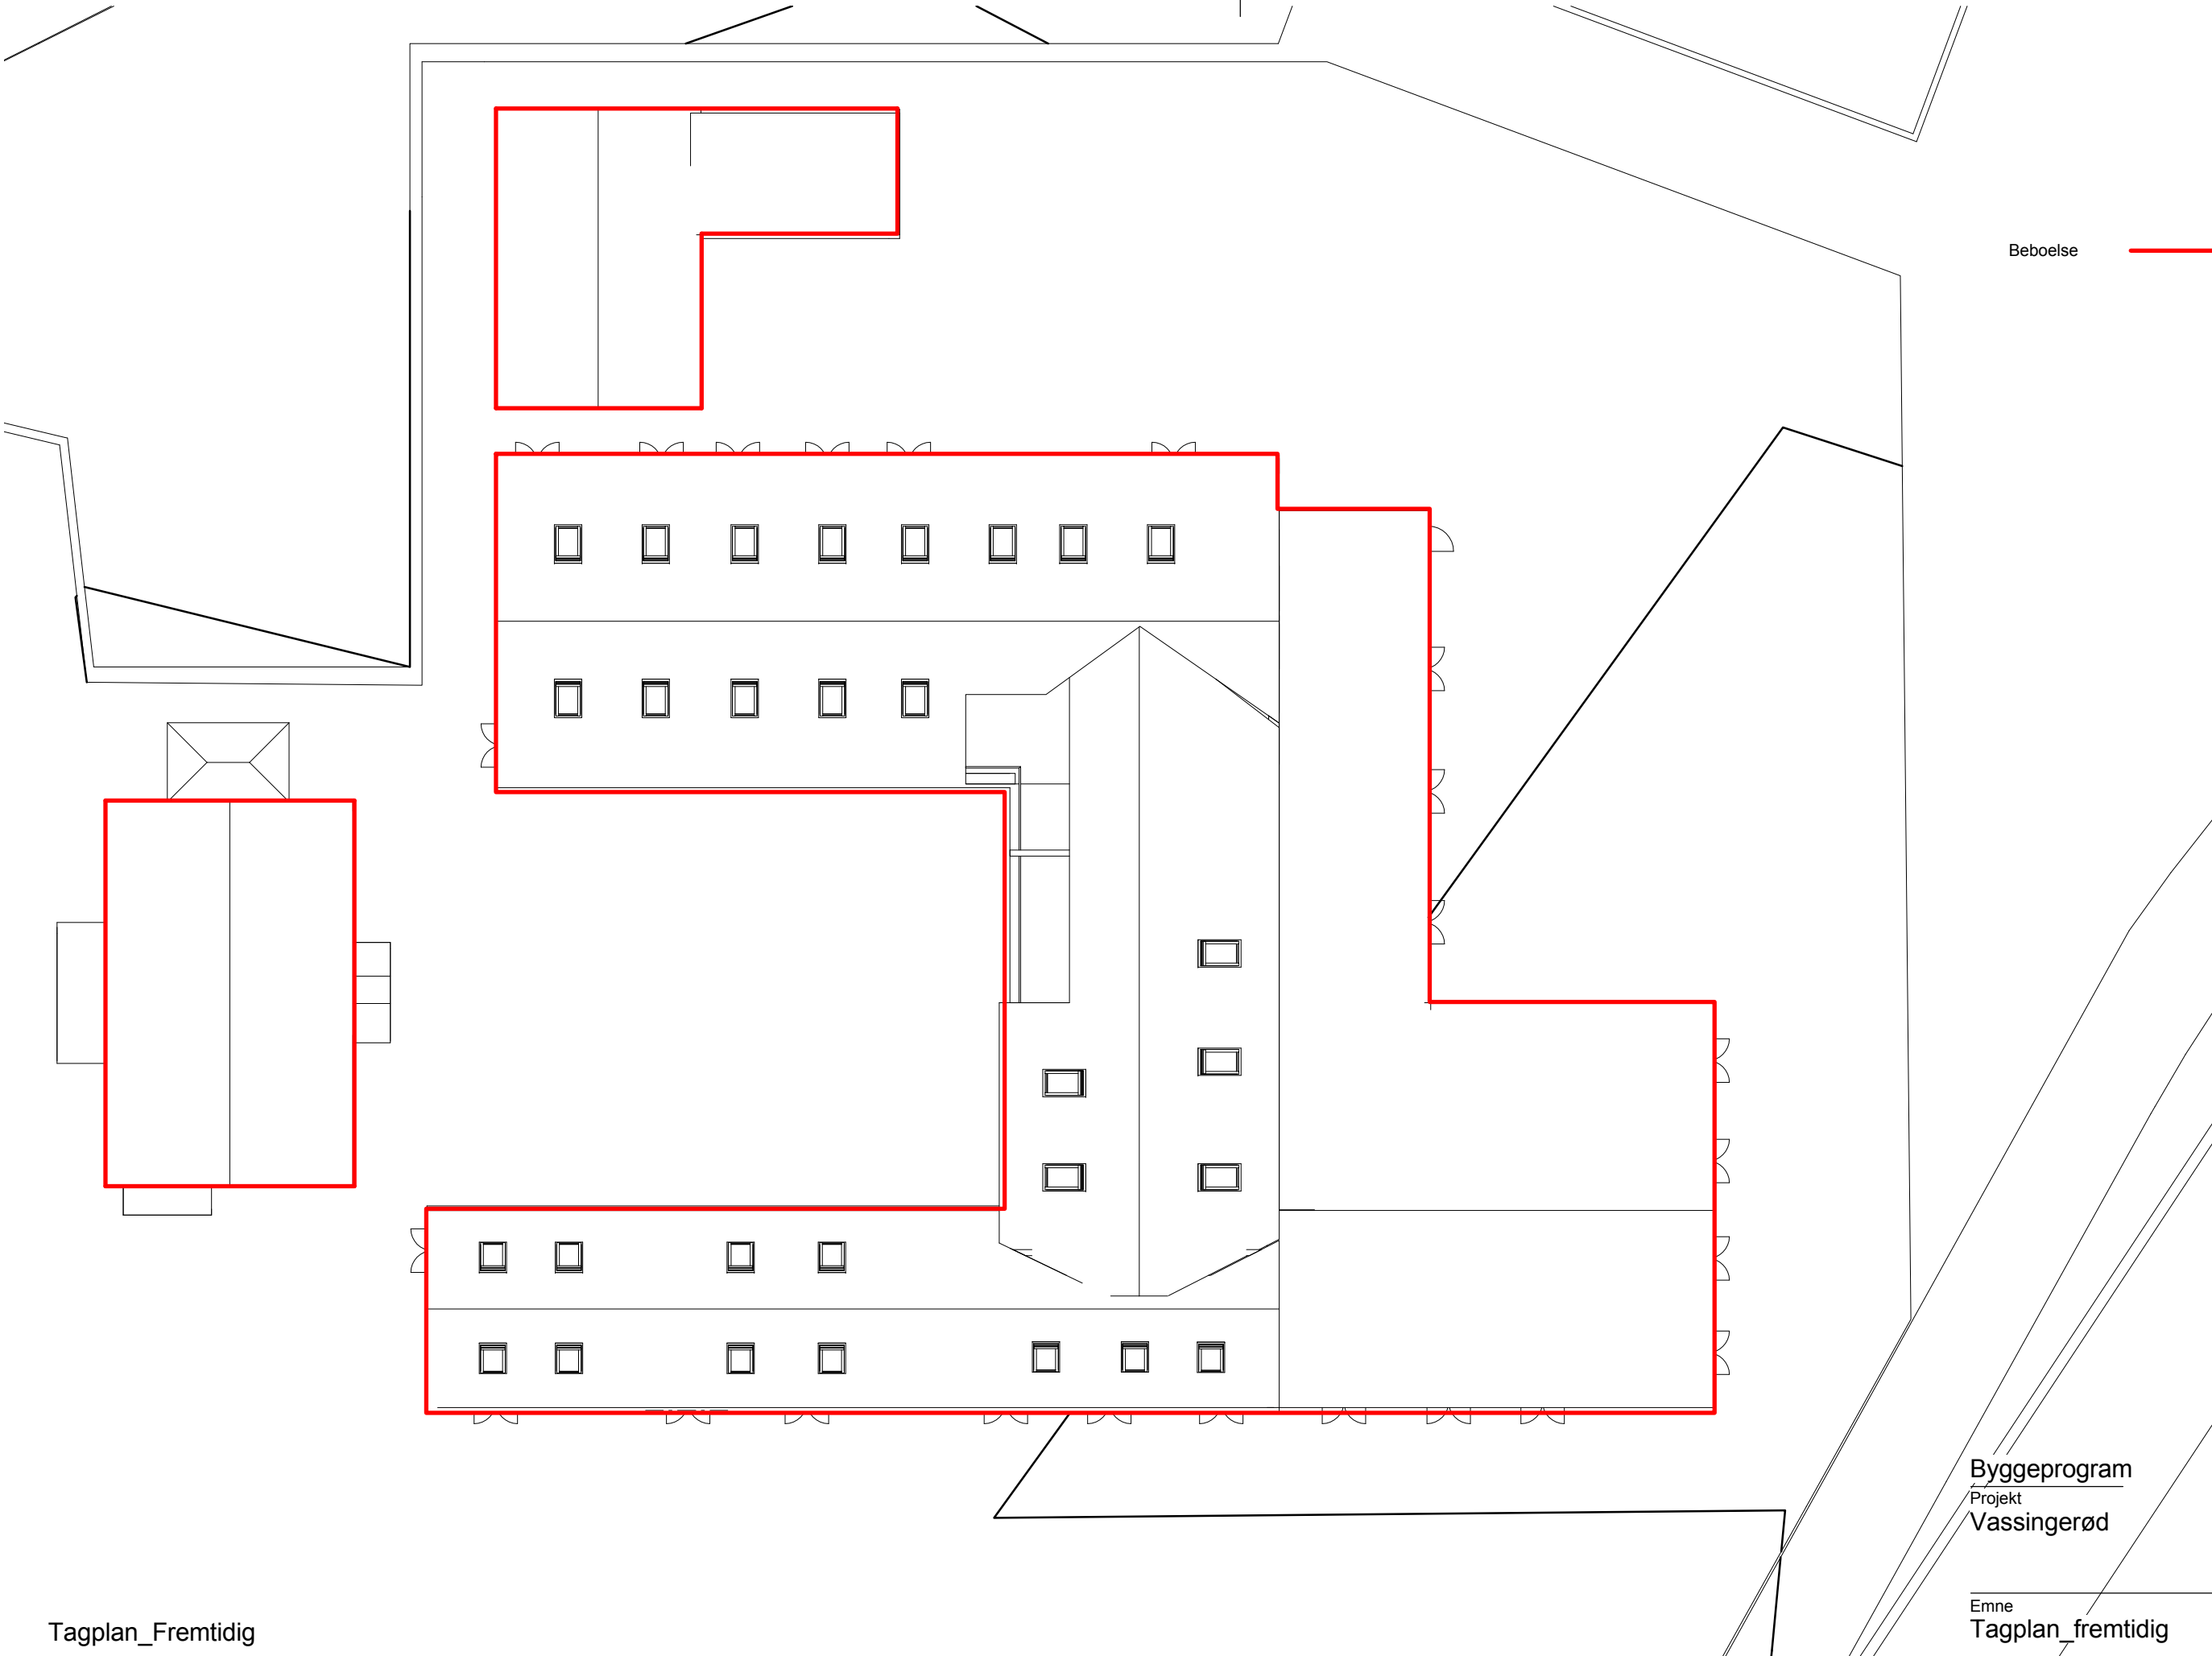 Beboelse
Byggeprogram
Projekt
Vassingerød
Emne
Tagplan_fremtidig
Tagplan_Fremtidig